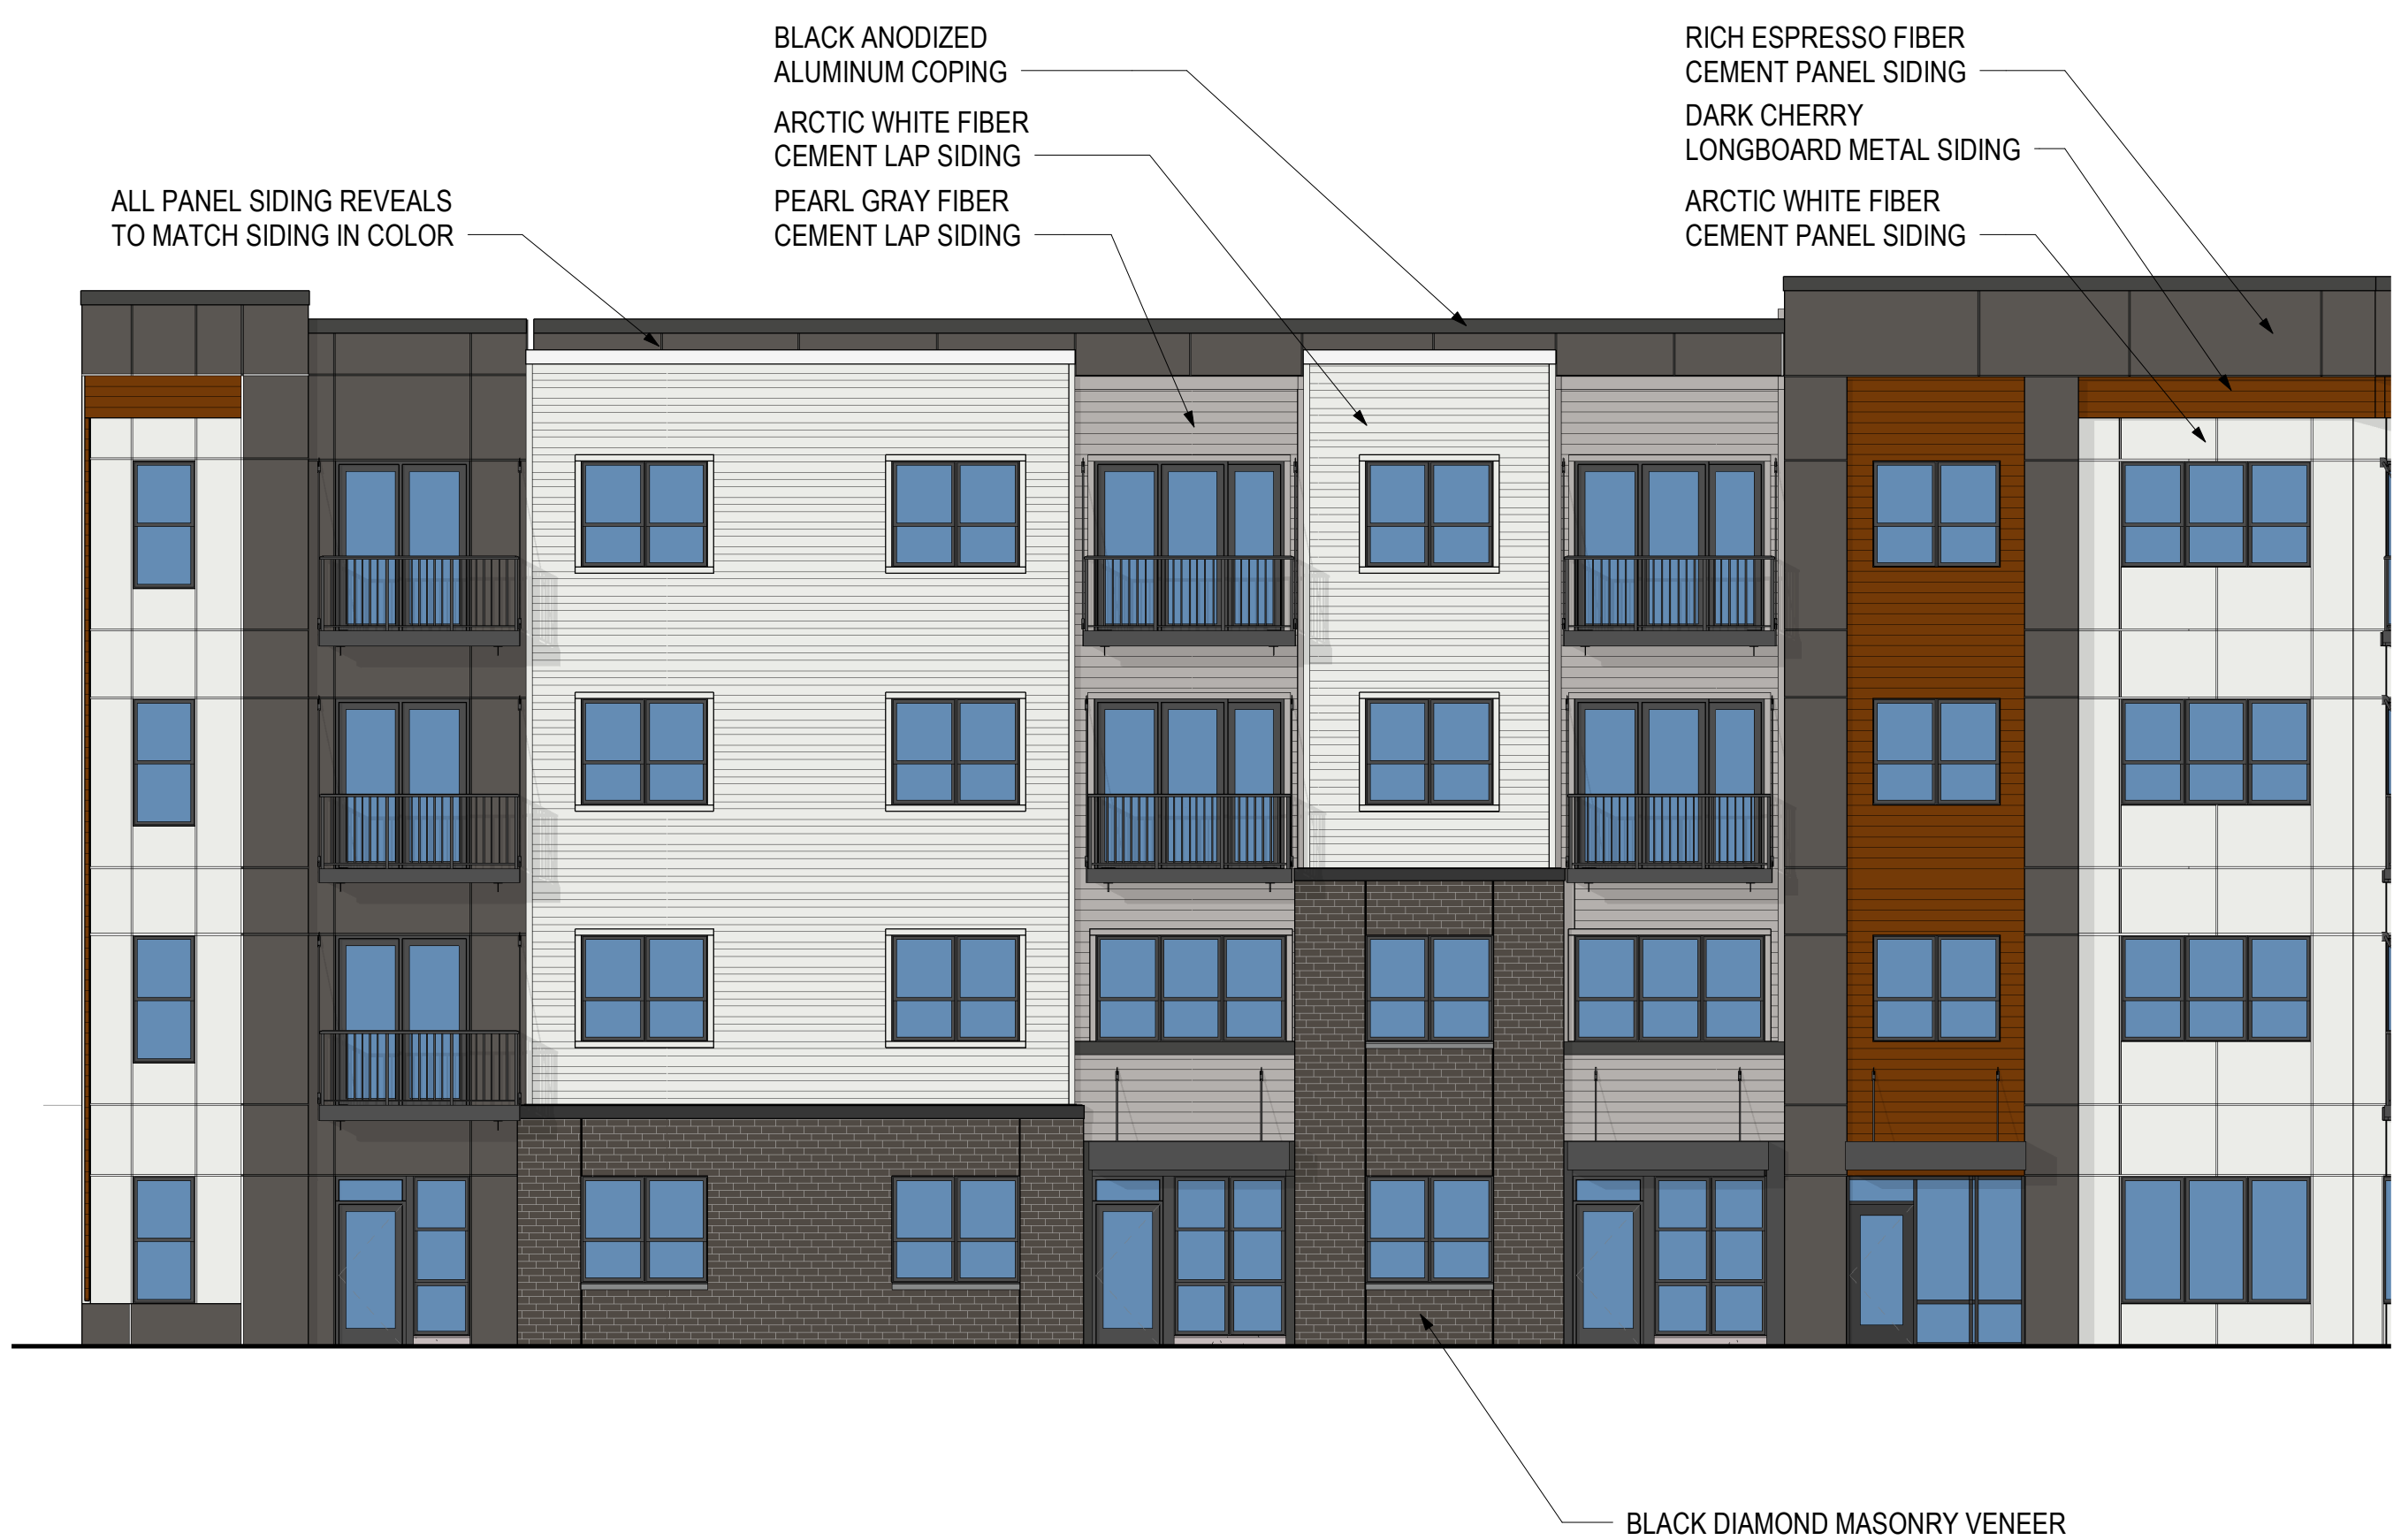 BLACK ANODIZED
ALUMINUM COPING
ARCTIC WHITE FIBER
CEMENT LAP SIDING
PEARL GRAY FIBER
CEMENT LAP SIDING
RICH ESPRESSO FIBER
CEMENT PANEL SIDING
DARK CHERRY
LONGBOARD METAL SIDING
ARCTIC WHITE FIBER
CEMENT PANEL SIDING
ALL PANEL SIDING REVEALS
TO MATCH SIDING IN COLOR
BLACK DIAMOND MASONRY VENEER